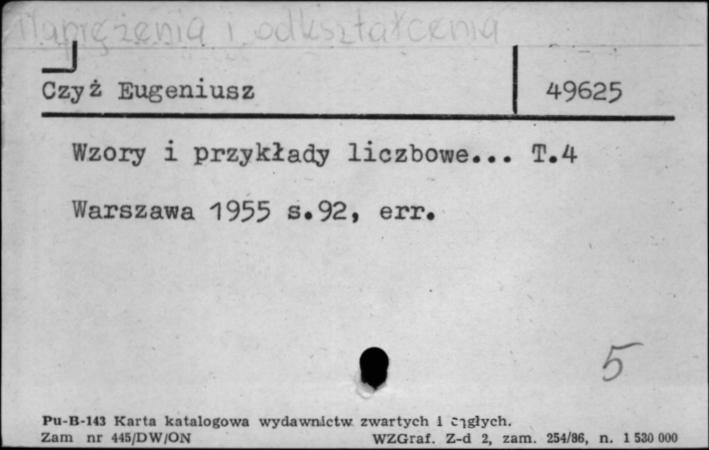 Naprężenia i odkształcenia
Czyż Eugeniusz 49625
Wzory i przykłady liczbowe... T.4
Warszawa 1955 s.92, err.
5
Pu-B-143 Karta katalogowa wydawnictw zwartych i ciągłych.
Zam nr 445/DW/ON WZGraf. Z-d 2, zam. 254/86, n. 1 530 000